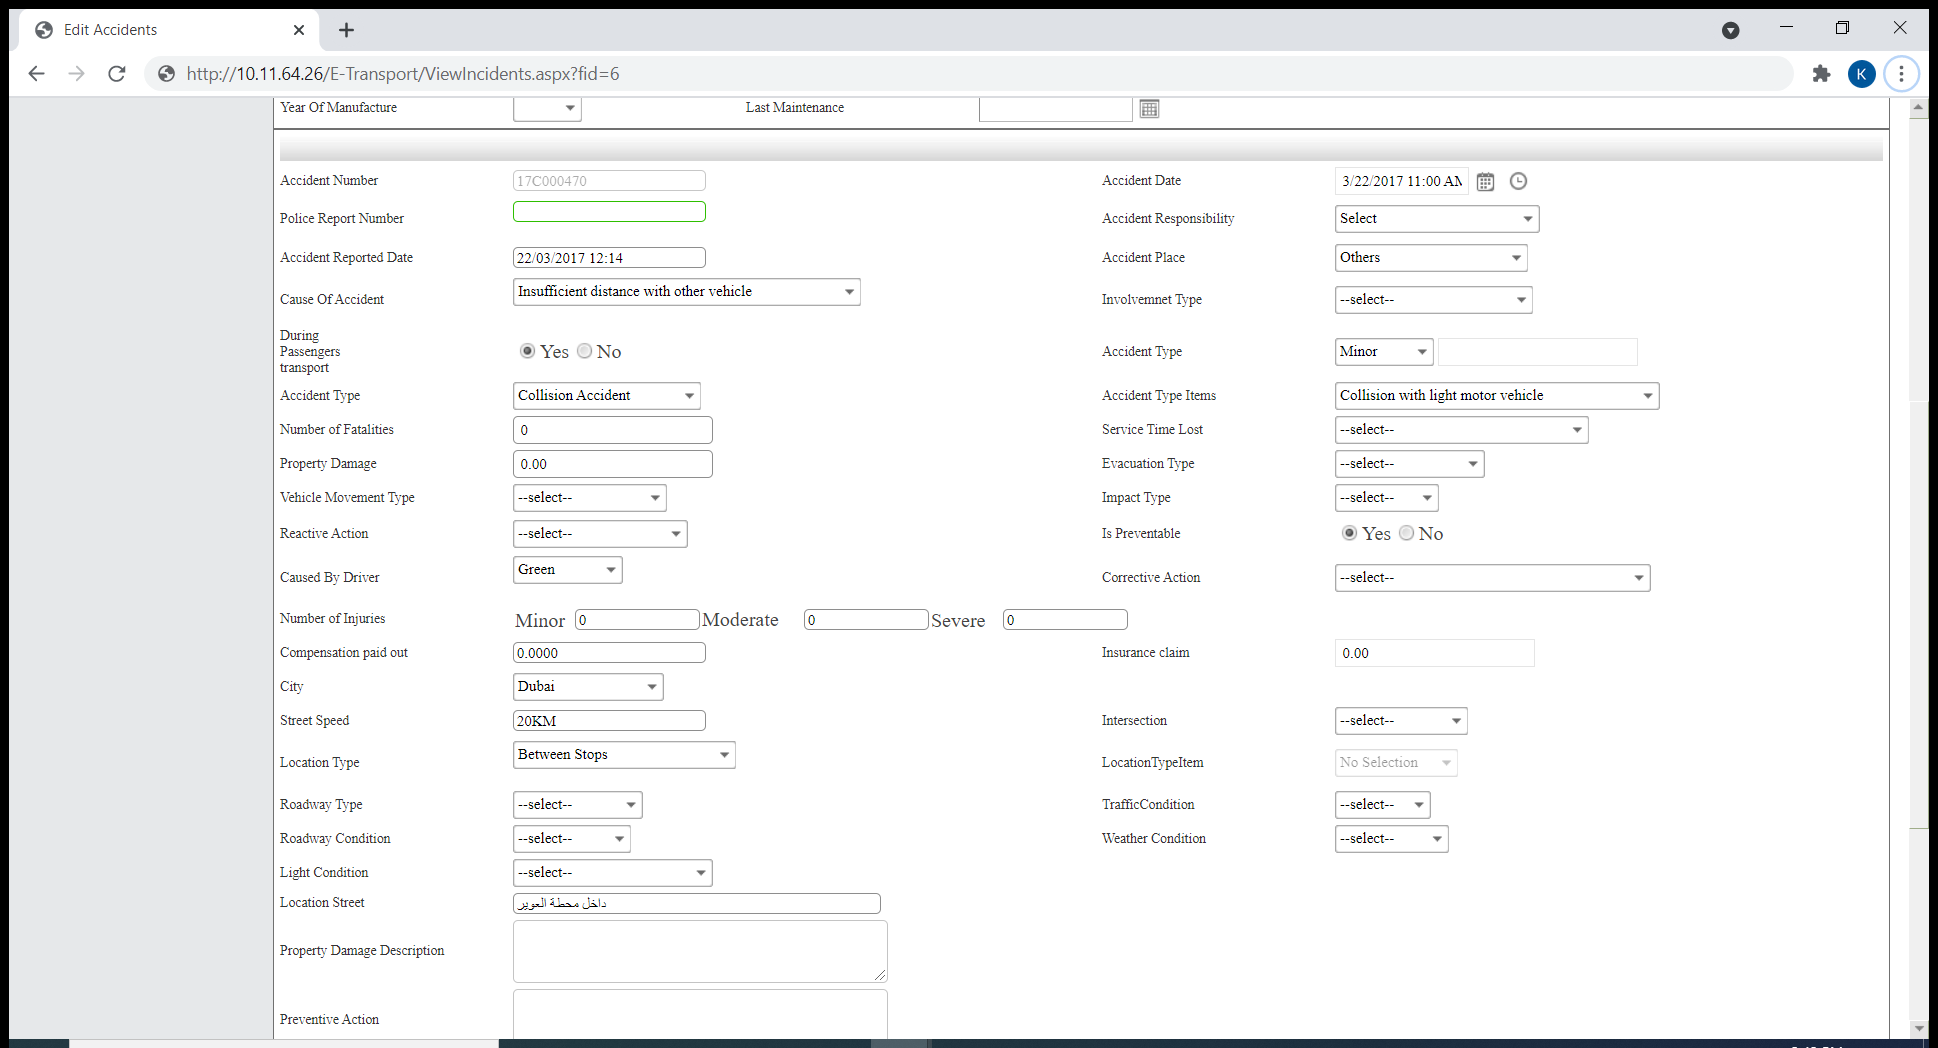 Edit Accidents
http://10.11.64.26/E-Transport/ViewIncidents.aspx?fid=6
K
Year Of Manufacture Last Maintenance
Accident Number 17C000470 Accident Date 3/22/2017 11:00 AM
Police Report Number Accident Responsibility Select
Accident Reported Date 22/03/2017 12:14 Accident Place Others
Cause Of Accident Insufficient distance with other vehicle Involvemnet Type --select--
During
Passengers
transport
Yes No Accident Type Minor
Accident Type Collision Accident Accident Type Items Collision with light motor vehicle
Number of Fatalities 0 Service Time Lost --select--
Property Damage 0.00 Evacuation Type --select--
Vehicle Movement Type --select-- Impact Type --select--
Reactive Action --select-- Is Preventable Yes No
Caused By Driver Green Corrective Action --select--
Number of Injuries Minor 0 Moderate 0 Severe 0
Compensation paid out 0.0000 Insurance claim 0.00
City Dubai
Street Speed 20KM Intersection --select--
Location Type Between Stops LocationTypeItem No Selection
Roadway Type --select-- TrafficCondition --select--
Roadway Condition --select-- Weather Condition --select--
Light Condition --select--
Location Street داخل محطة العوير
Property Damage Description
Preventive Action